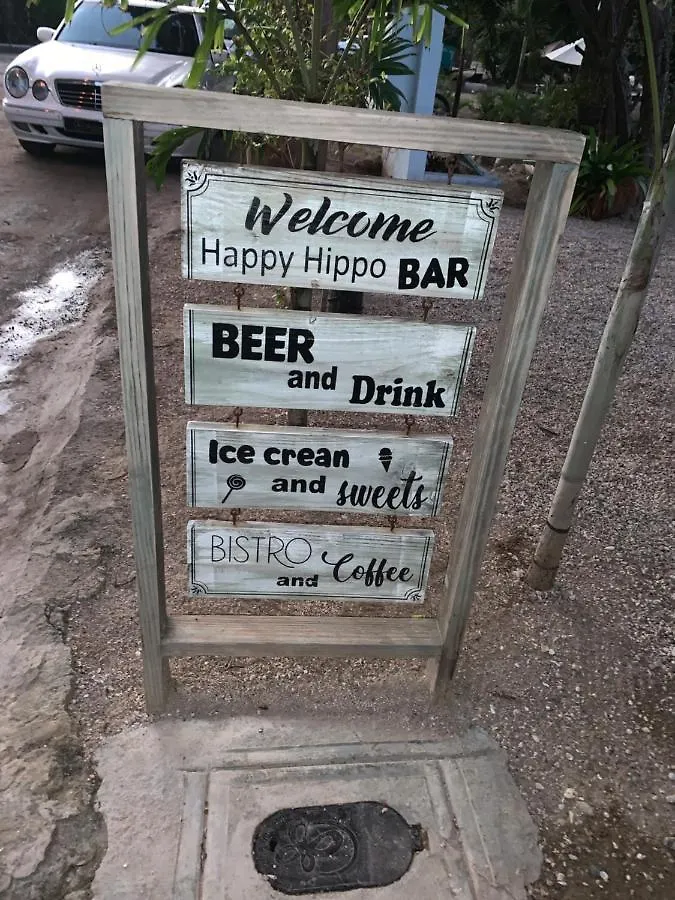 Welcome
Happy Hippo BAR
BEER
and Drink
Ice crean
and sweets
BISTRO
and Coffee